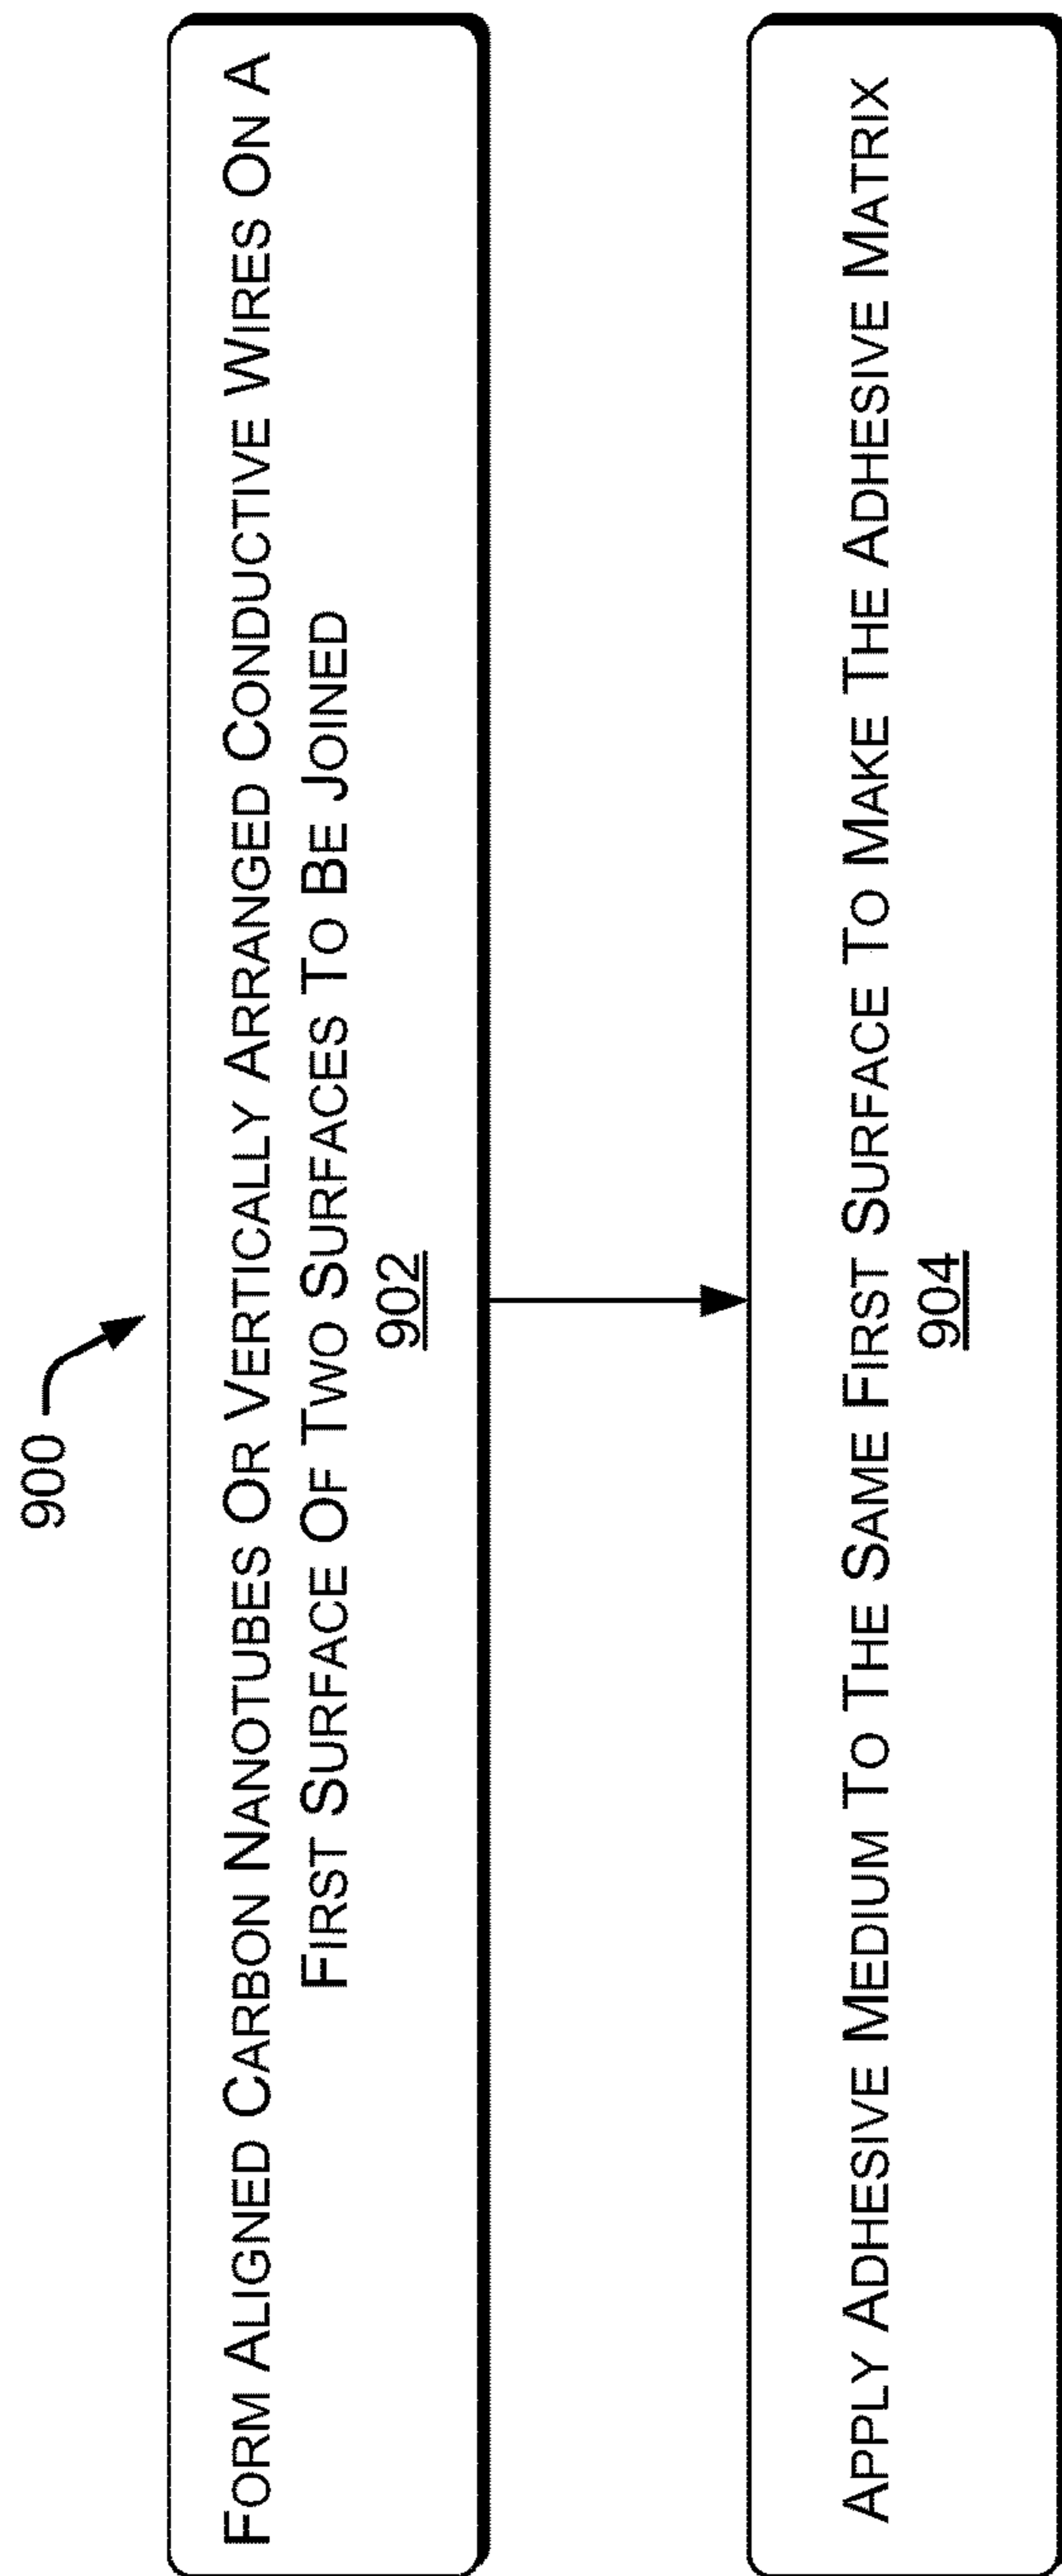 900
FORM ALIGNED CARBON NANOTUBES OR VERTICALLY ARRANGED CONDUCTIVE WIRES ON A
FIRST SURFACE OF TWO SURFACES TO BE JOINED
902
APPLY ADHESIVE MEDIUM TO THE SAME FIRST SURFACE TO MAKE THE ADHESIVE MATRIX
904